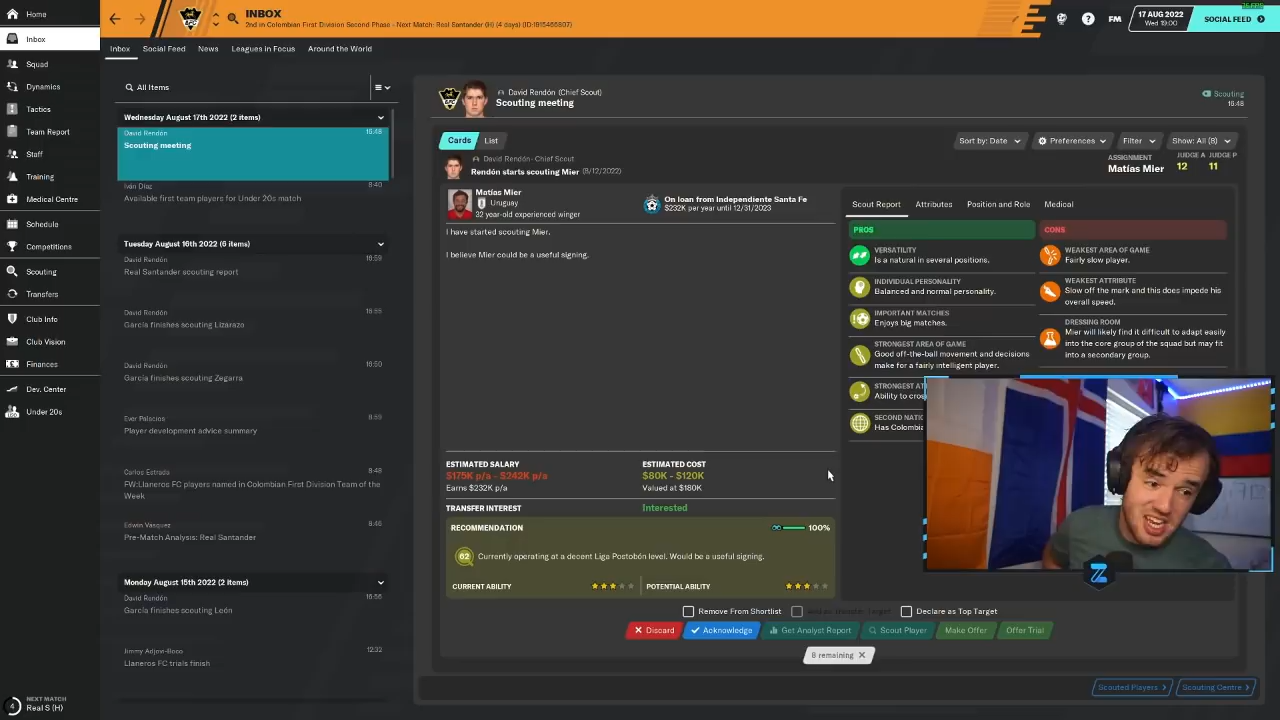 Home
INBOX
2nd in Colombian First Division Second Phase - Next Match: Real Santander (H) (4 days) (ID:1915466807)
FM
17 AUG 2022
Wed 19:00
SOCIAL FEED
Inbox
Inbox
Social Feed
News
Leagues in Focus
Around the World
Squad
Dynamics
Tactics
Team Report
Staff
Training
Medical Centre
Schedule
Competitions
Scouting
Transfers
Club Info
Club Vision
Finances
Dev. Center
Under 20s
4
NEXT MATCH
Real S (H)
All Items
Wednesday August 17th 2022 (2 items)
David Rendón
16:48
Scouting meeting
Iván Díaz
8:40
Available first team players for Under 20s match
Tuesday August 16th 2022 (6 items)
David Rendón
16:59
Real Santander scouting report
David Rendón
16:55
García finishes scouting Lizarazo
David Rendón
16:50
García finishes scouting Zegarra
Ever Palacios
8:59
Player development advice summary
Carlos Estrada
8:48
FW:Llaneros FC players named in Colombian First Division Team of the
Week
Edwin Vásquez
8:46
Pre-Match Analysis: Real Santander
Monday August 15th 2022 (2 items)
David Rendón
16:56
García finishes scouting León
Jimmy Adjovi-Boco
12:32
Llaneros FC trials finish
David Rendón (Chief Scout)
Scouting meeting
Scouting
16:48
Cards
List
Sort by: Date
Preferences
Filter
Show: All (8)
David Rendón- Chief Scout
Rendón starts scouting Mier (8/12/2022)
ASSIGNMENT
Matías Mier
JUDGE A
12
JUDGE P
11
Matías Mier
Uruguay
32 year-old experienced winger
On loan from Independiente Santa Fe
$232K per year until 12/31/2023
I have started scouting Mier.
I believe Mier could be a useful signing.
Scout Report
Attributes
Position and Role
Medical
PROS
VERSATILITY
Is a natural in several positions.
INDIVIDUAL PERSONALITY
Balanced and normal personality.
IMPORTANT MATCHES
Enjoys big matches.
STRONGEST AREA OF GAME
Good off-the-ball movement and decisions
make for a fairly intelligent player.
STRONGEST
Ability to
SECOND
Has
CONS
WEAKEST AREA OF GAME
Fairly slow player.
WEAKEST ATTRIBUTE
Slow off the mark and this does impede his
overall speed.
DRESSING ROOM
Mier will likely find it difficult to adapt easily
into the core group of the squad but may fit
into a secondary group.
ESTIMATED SALARY
$175K p/a - $242K p/a
Earns $232K p/a
ESTIMATED COST
$80K - $120K
Valued at $180K
TRANSFER INTEREST
Interested
RECOMMENDATION
100%
62
Currently operating at a decent Liga Postobón level. Would be a useful signing.
CURRENT ABILITY
POTENTIAL ABILITY
Remove From Shortlist
Declare as Top Target
Discard
Acknowledge
Get Analyst Report
Scout Player
Make Offer
Offer Trial
8 remaining
Scouted Players
Scouting Centre